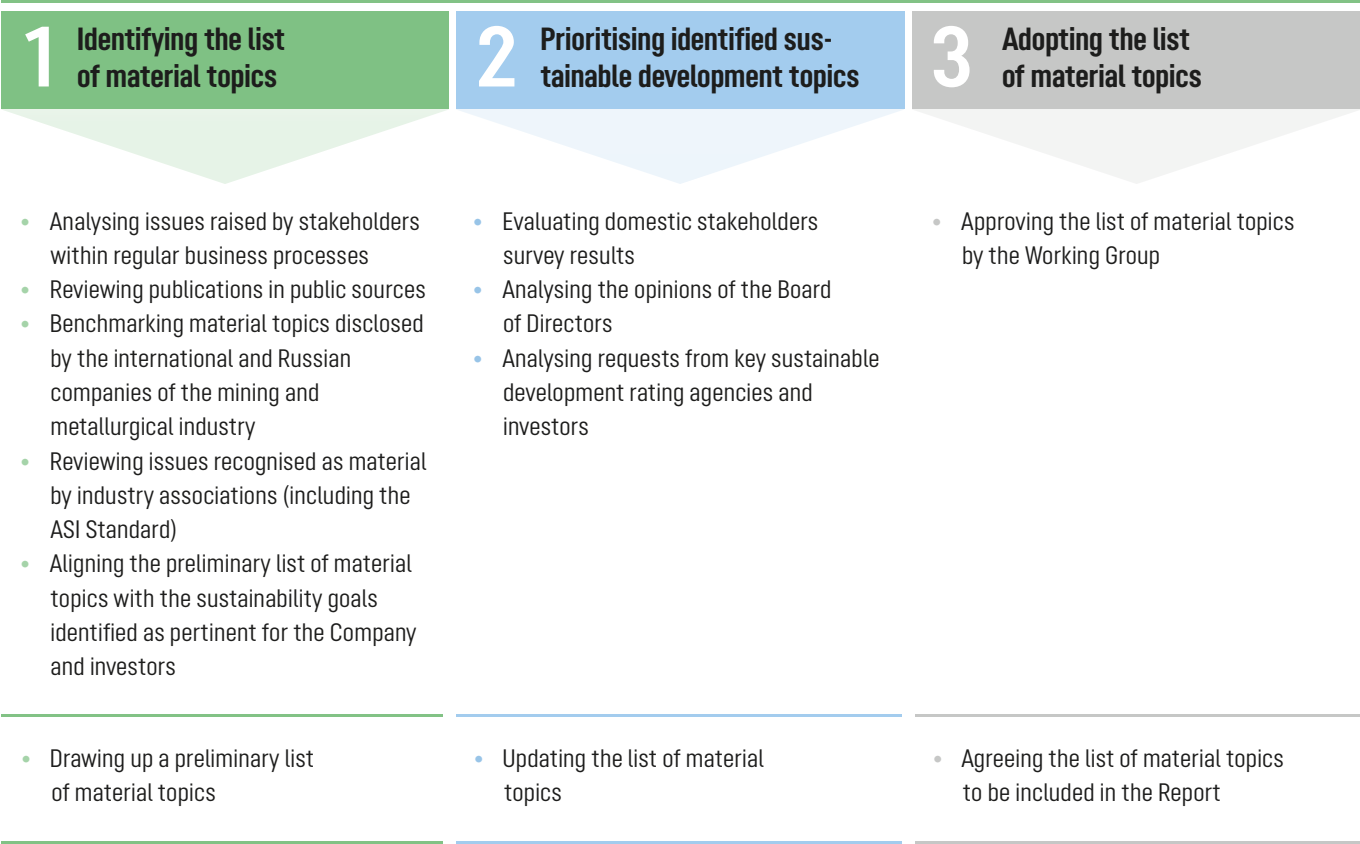 1
Identifying the list
of material topics
• Analysing issues raised by stakeholders
within regular business processes
• Reviewing publications in public sources
• Benchmarking material topics disclosed
by the international and Russian
companies of the mining and
metallurgical industry
• Reviewing issues recognised as material
by industry associations (including the
ASI Standard)
• Aligning the preliminary list of material
topics with the sustainability goals
identified as pertinent for the Company
and investors
• Drawing up a preliminary list
of material topics
2
Prioritising identified sus-
tainable development topics
• Evaluating domestic stakeholders
survey results
• Analysing the opinions of the Board
of Directors
• Analysing requests from key sustainable
development rating agencies and
investors
• Updating the list of material
topics
3
Adopting the list
of material topics
• Approving the list of material topics
by the Working Group
• Agreeing the list of material topics
to be included in the Report